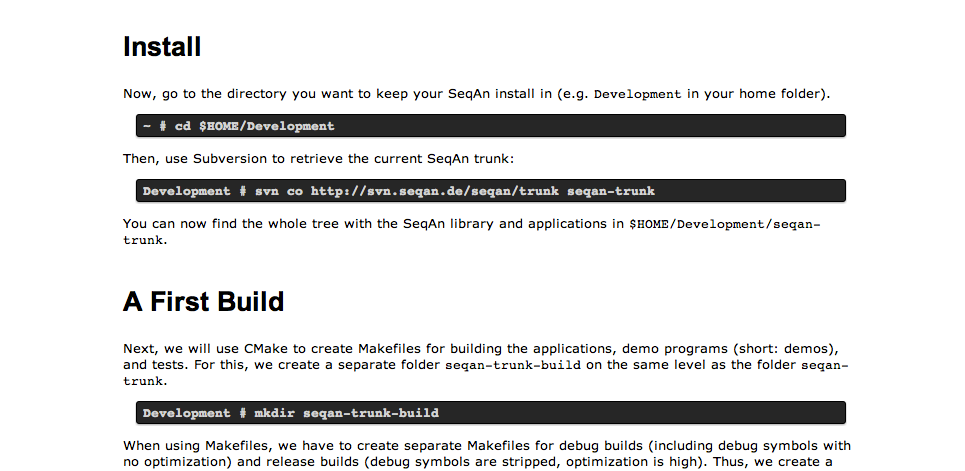 Install
Now, go to the directory you want to keep your SeqAn install in (e.g. Development in your home folder).
~ # cd $HOME/Development
Then, use Subversion to retrieve the current SeqAn trunk:
Development # svn co http://svn.seqan.de/seqan/trunk seqan-trunk
You can now find the whole tree with the SeqAn library and applications in $HOME/Development/seqan-
trunk.
A First Build
Next, we will use CMake to create Makefiles for building the applications, demo programs (short: demos),
and tests. For this, we create a separate folder seqan-trunk-build on the same level as the folder seqan-
trunk.
Development # mkdir seqan-trunk-build
When using Makefiles, we have to create separate Makefiles for debug builds (including debug symbols with
no optimization) and release builds (debug symbols are stripped, optimization is high). Thus, we create a